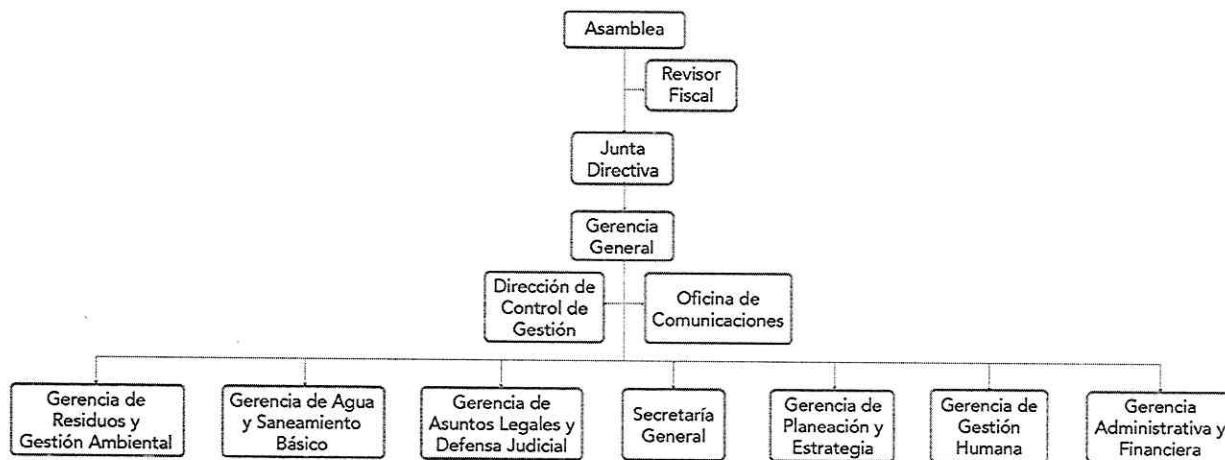 Asamblea
Revisor
Fiscal
Junta
Directiva
Gerencia
General
Dirección de
Control de
Gestión
Oficina de
Comunicaciones
Gerencia de
Residuos y
Gestión Ambiental
Gerencia de Agua
y Saneamiento
Básico
Gerencia de
Asuntos Legales y
Defensa Judicial
Secretaría
General
Gerencia de
Planeación y
Estrategia
Gerencia de
Gestión
Humana
Gerencia
Administrativa y
Financiera